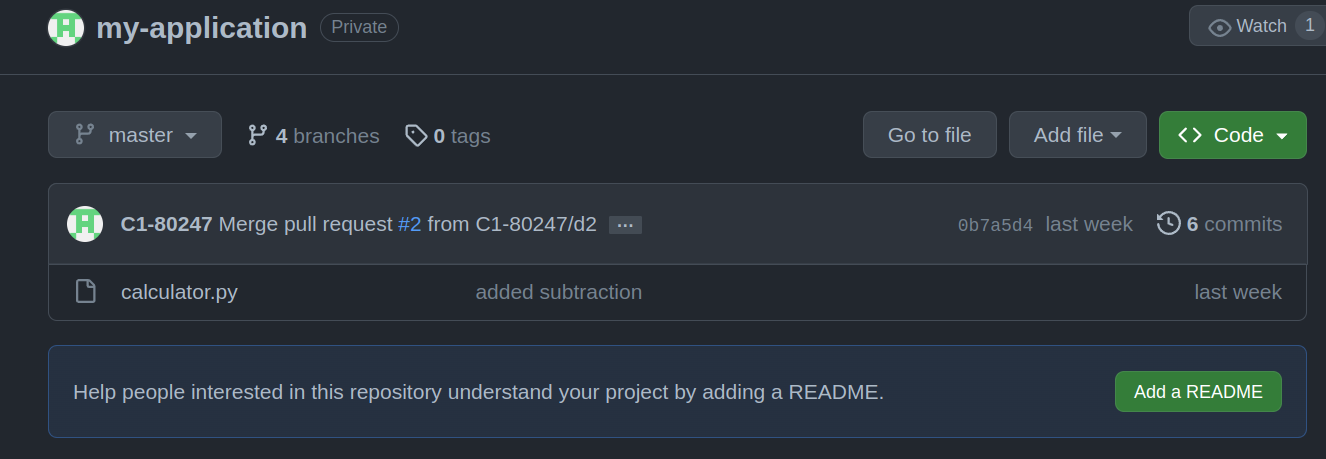 my-application Private Watch 1
master 4 branches 0 tags Go to file Add file Code
C1-80247 Merge pull request #2 from C1-80247/d2 ... 0b7a5d4 last week 6 commits
calculator.py added subtraction last week
Help people interested in this repository understand your project by adding a README. Add a README